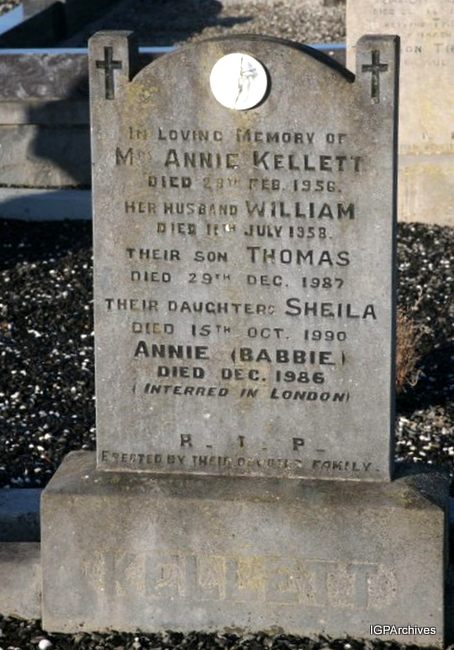 IN LOVING MEMORY OF
MRS ANNIE KELLETT
DIED 29TH FEB. 1956.
HER HUSBAND WILLIAM
DIED 11TH JULY 1958.
THEIR SON THOMAS
DIED 29TH DEC. 1987
THEIR DAUGHTERS SHEILA
DIED 15TH OCT. 1990
ANNIE (BABBIE)
DIED DEC. 1986
(INTERRED IN LONDON)
R. I. P.
ERECTED BY THEIR DEVOTED FAMILY.
KELLETT
IGPArchives